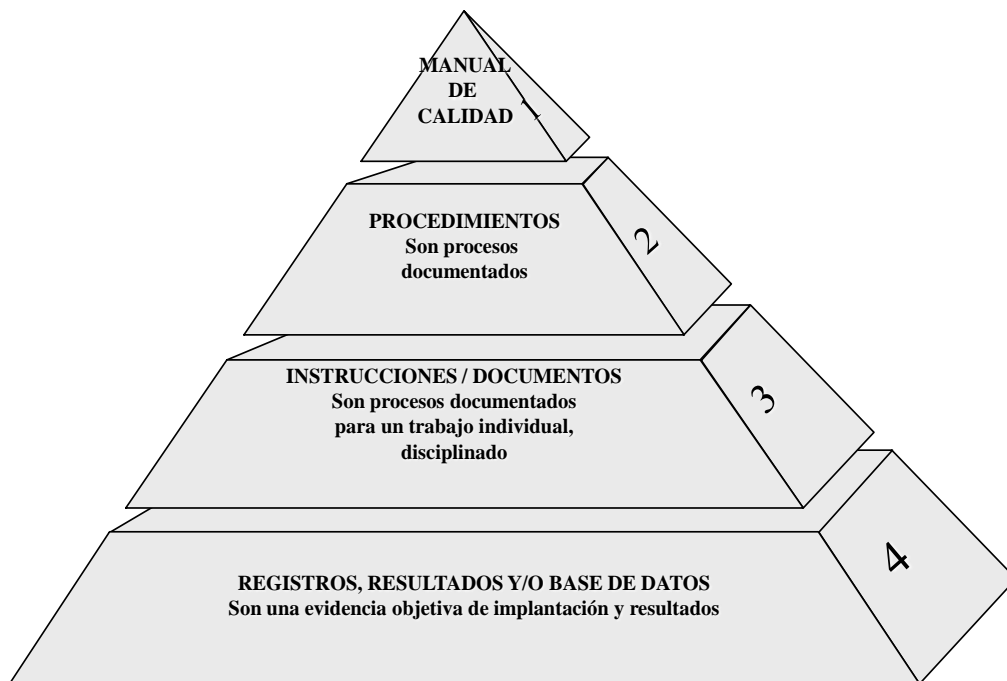 MANUAL
DE
CALIDAD
1
PROCEDIMIENTOS
Son procesos
documentados
2
INSTRUCCIONES / DOCUMENTOS
Son procesos documentados
para un trabajo individual,
disciplinado
3
REGISTROS, RESULTADOS Y/O BASE DE DATOS
Son una evidencia objetiva de implantación y resultados
4